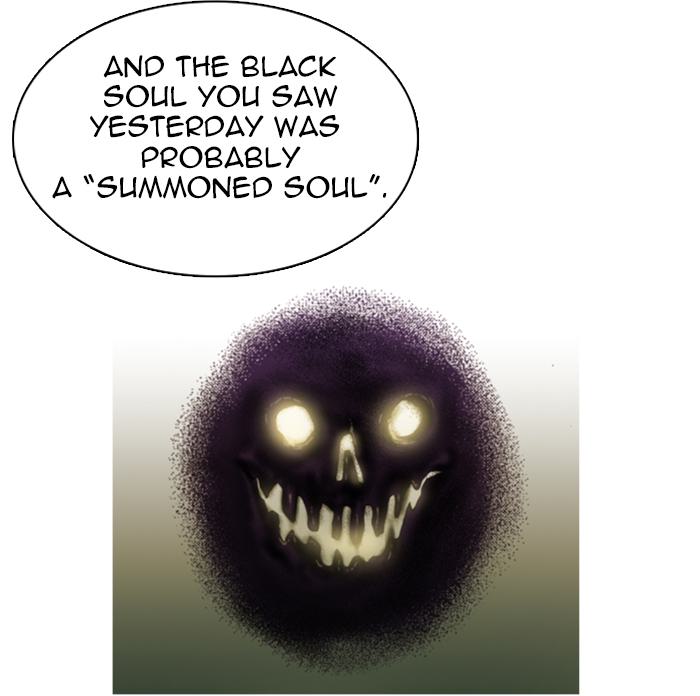 AND THE BLACK
SOUL YOU SAW
YESTERDAY WAS
PROBABLY
A “SUMMONED SOUL”.